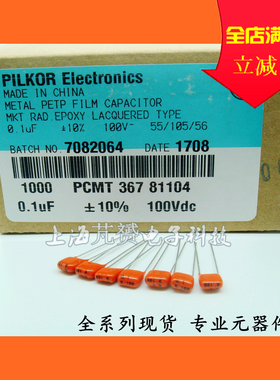 全店满
立减
PILKOR Electronics
MADE IN CHINA
METAL PETP FILM CAPACITOR
MKT RAD.EPOXY LACQUERED TYPE
0.1uF ±10% 100V⎓ 55/105/56
BATCH NO. 7082064 DATE 1708
1000 PCMT 367 81104
0.1uF ±10% 100Vdc
全系列现货 专业元器件